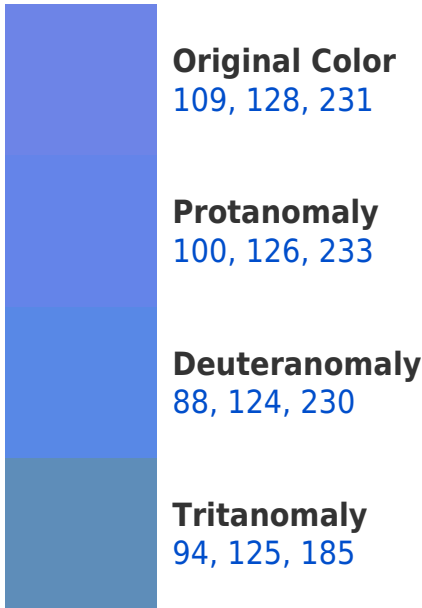 Original Color
109, 128, 231
Protanomaly
100, 126, 233
Deuteranomaly
88, 124, 230
Tritanomaly
94, 125, 185